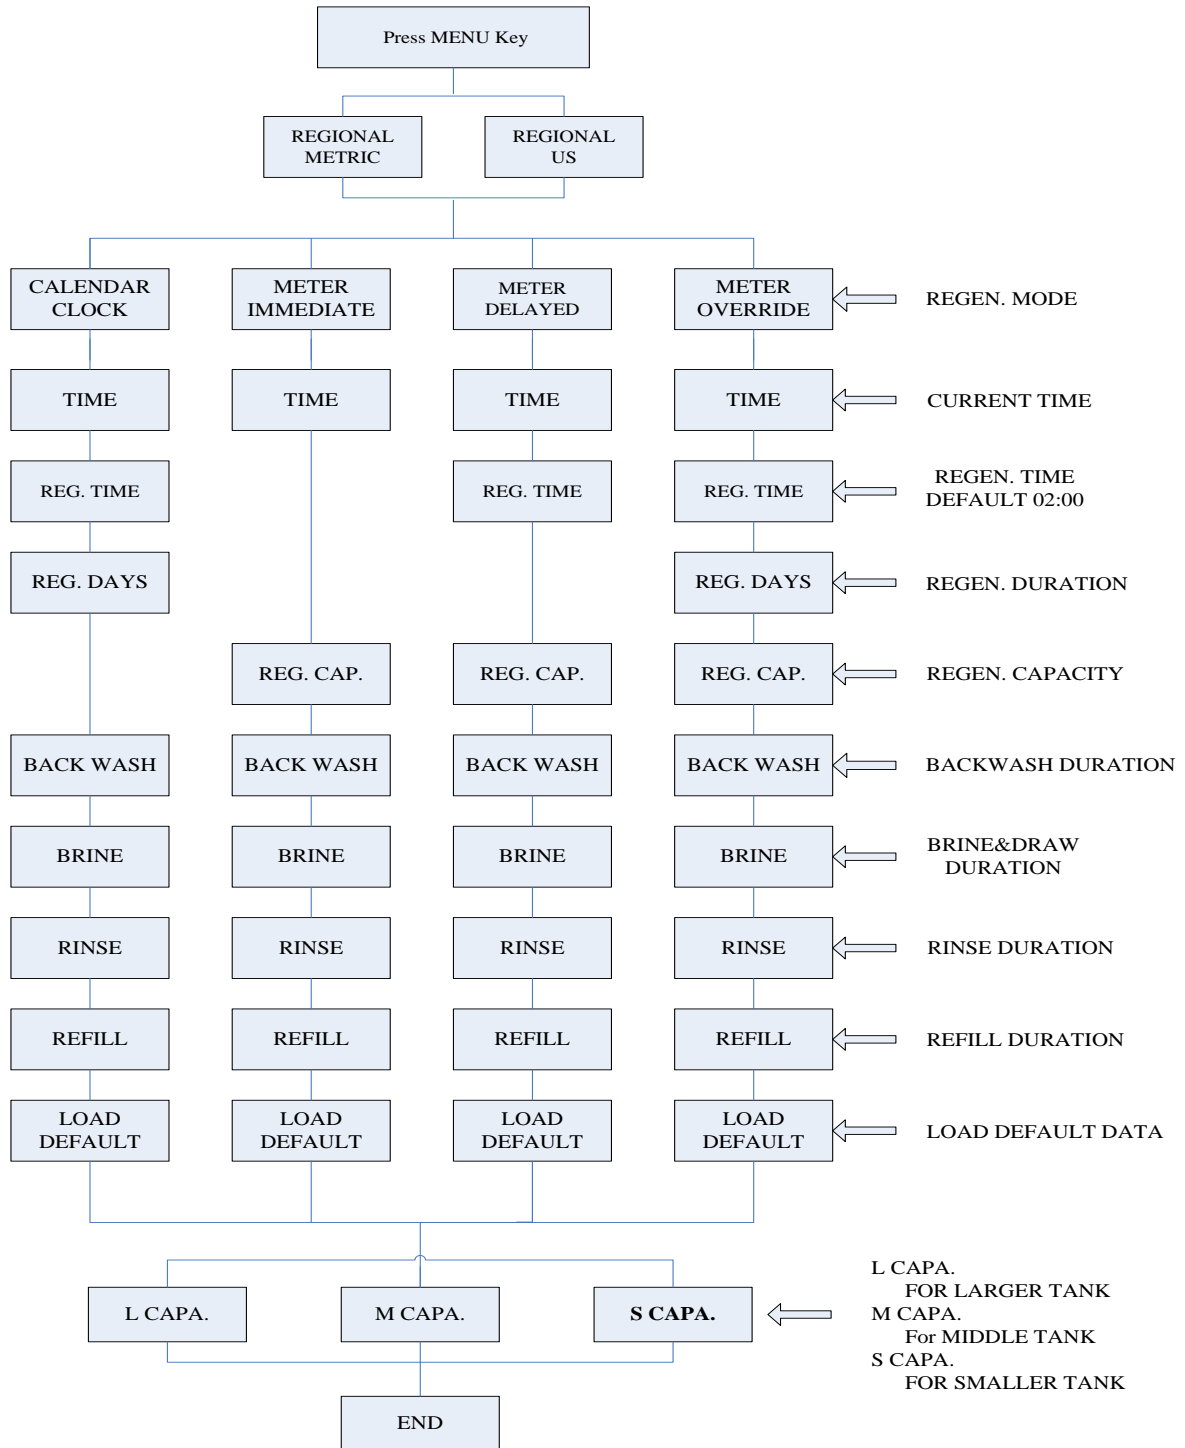 Press MENU Key
REGIONAL
METRIC
REGIONAL
US
CALENDAR
CLOCK
METER
IMMEDIATE
METER
DELAYED
METER
OVERRIDE
REGEN. MODE
TIME
TIME
TIME
TIME
CURRENT TIME
REG. TIME
REG. TIME
REG. TIME
REGEN. TIME
DEFAULT 02:00
REG. DAYS
REG. DAYS
REGEN. DURATION
REG. CAP.
REG. CAP.
REG. CAP.
REGEN. CAPACITY
BACK WASH
BACK WASH
BACK WASH
BACK WASH
BACKWASH DURATION
BRINE
BRINE
BRINE
BRINE
BRINE&DRAW
DURATION
RINSE
RINSE
RINSE
RINSE
RINSE DURATION
REFILL
REFILL
REFILL
REFILL
REFILL DURATION
LOAD
DEFAULT
LOAD
DEFAULT
LOAD
DEFAULT
LOAD
DEFAULT
LOAD DEFAULT DATA
L CAPA.
M CAPA.
S CAPA.
L CAPA.
FOR LARGER TANK
M CAPA.
For MIDDLE TANK
S CAPA.
FOR SMALLER TANK
END